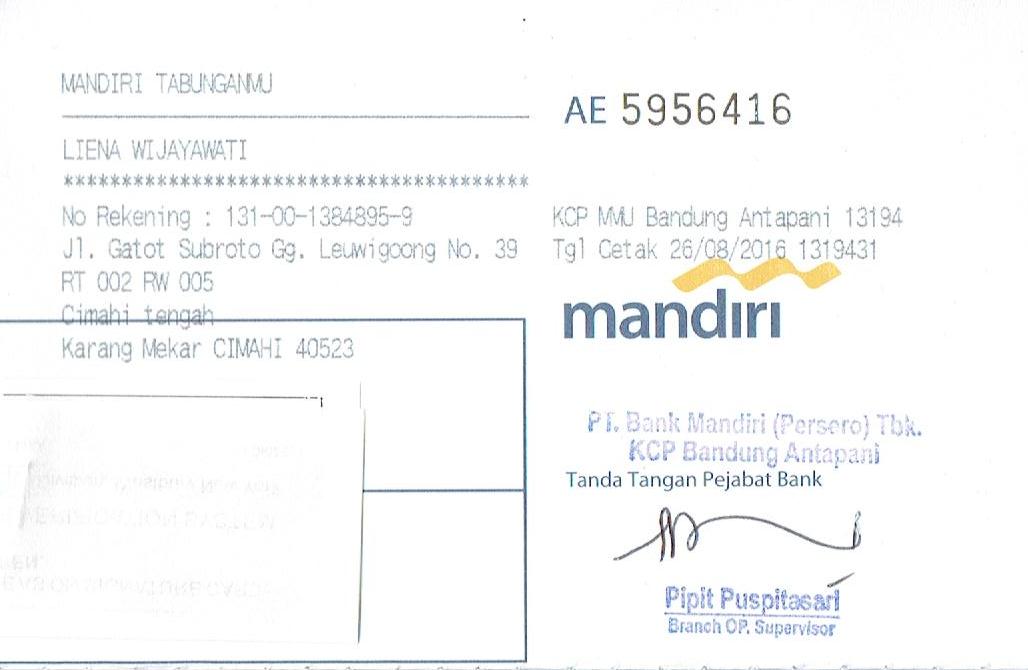 MANDIRI TABUNGANMU
LIENA WIJAYAWATI
****************************************
No Rekening : 131-00-1384895-9
Jl. Gatot Subroto Gg. Leuwigoong No. 39
RT 002 RW 005
Cimahi tengah
Karang Mekar CIMAHI 40523
AE 5956416
KCP MMU Bandung Antapani 13194
Tgl Cetak 26/08/2016 1319431
mandiri
PT. Bank Mandiri (Persero) Tbk.
KCP Bandung Antapani
Tanda Tangan Pejabat Bank
Pipit Puspitasari
Branch OP. Supervisor